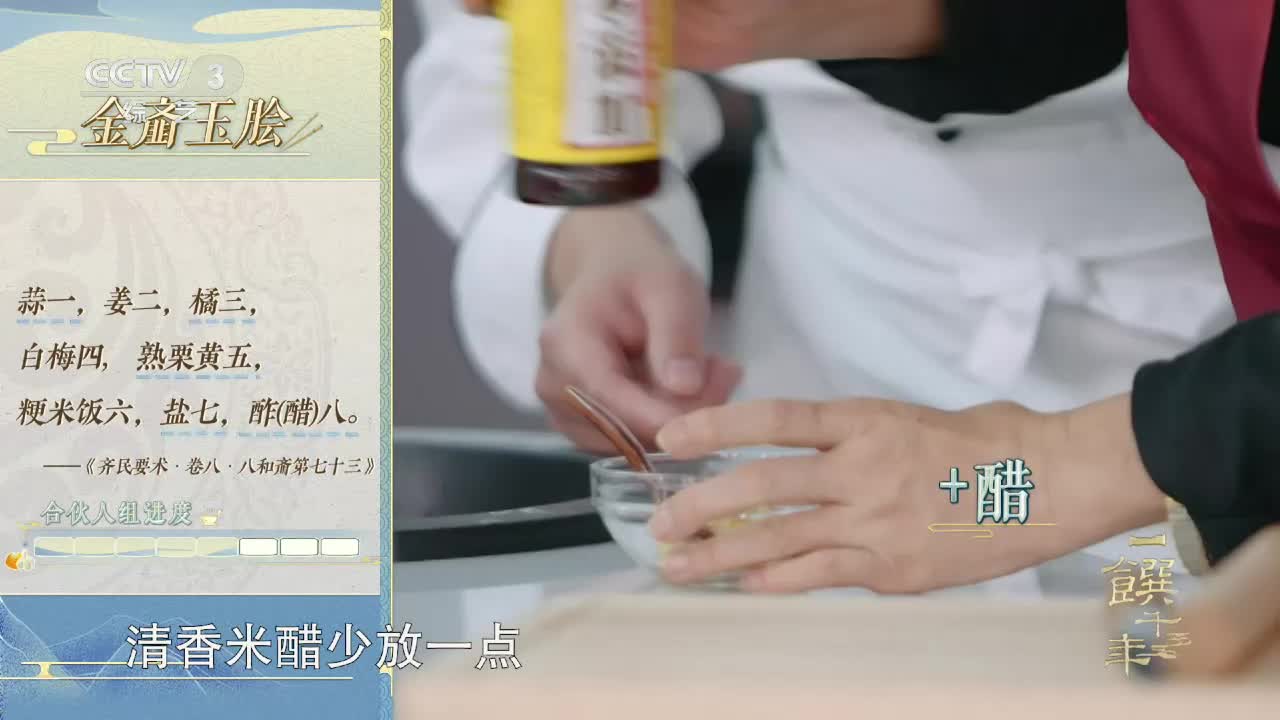 CCTV 3
综艺
金齑玉脍
蒜一，姜二，橘三，
白梅四，熟栗黄五，
粳米饭六，盐七，酢(醋)八。
——《齐民要术·卷八·八和齑第七十三》
合伙人组进度
+醋
一馔千年
清香米醋少放一点